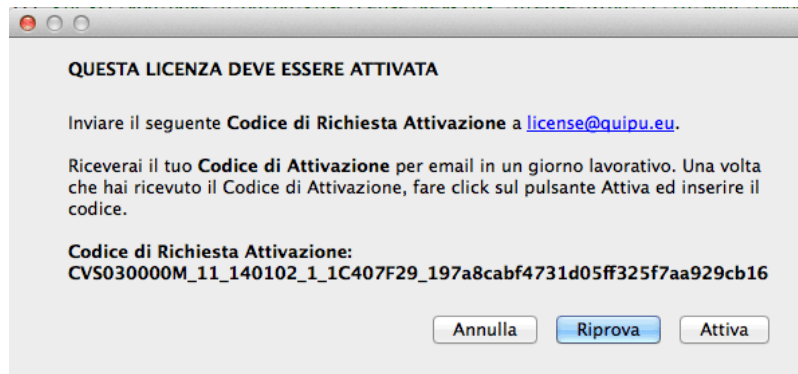 QUESTA LICENZA DEVE ESSERE ATTIVATA
Inviare il seguente Codice di Richiesta Attivazione a license@quipu.eu.
Riceverai il tuo Codice di Attivazione per email in un giorno lavorativo. Una volta
che hai ricevuto il Codice di Attivazione, fare click sul pulsante Attiva ed inserire il
codice.
Codice di Richiesta Attivazione:
CVS030000M_11_140102_1_1C407F29_197a8cabf4731d05ff325f7aa929cb16
Annulla Riprova Attiva